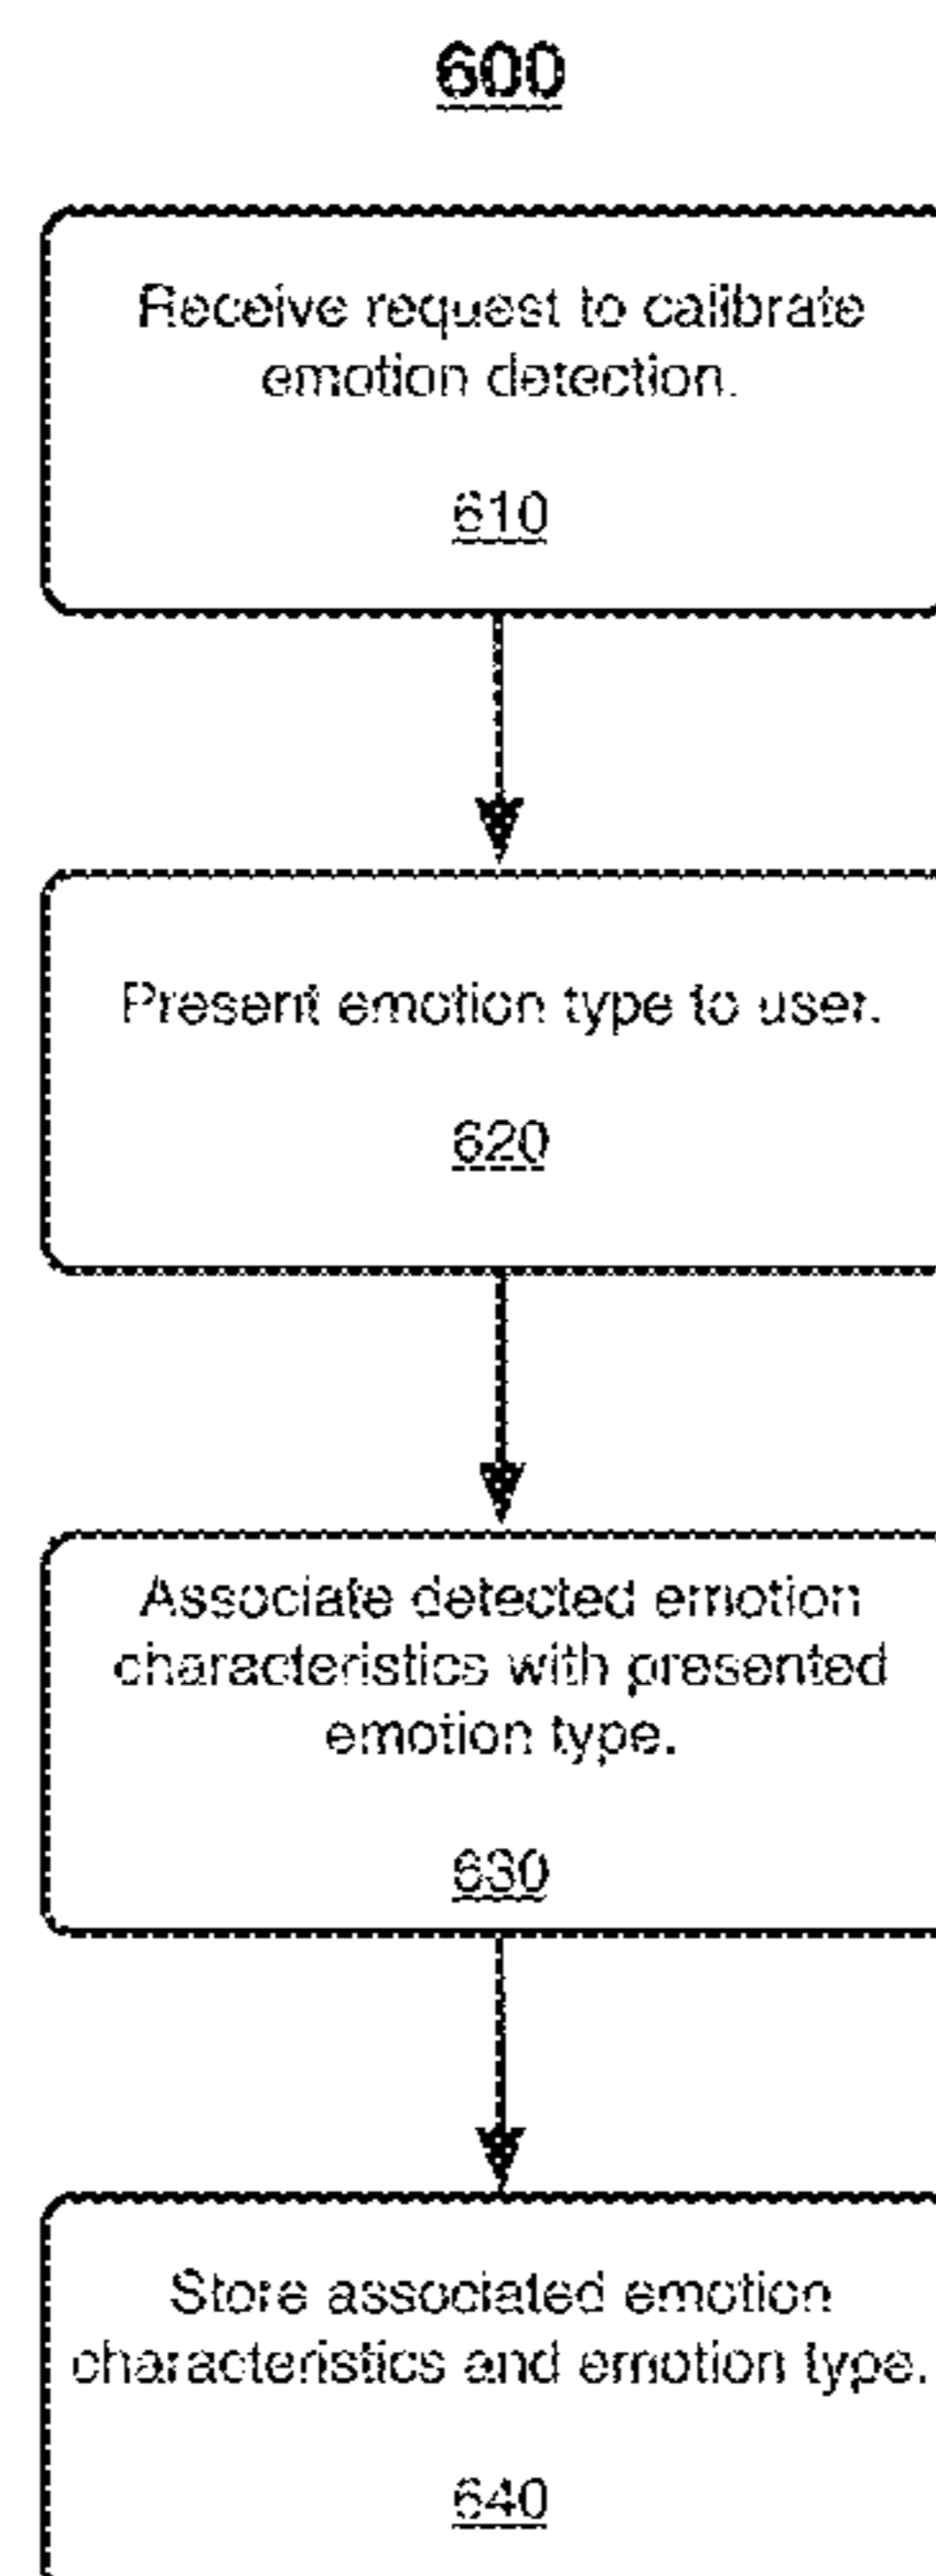 600
Receive request to calibrate
emotion detection.
610
Present emotion type to user.
620
Associate detected emotion
characteristics with presented
emotion type.
630
Store associated emotion
characteristics and emotion type.
640